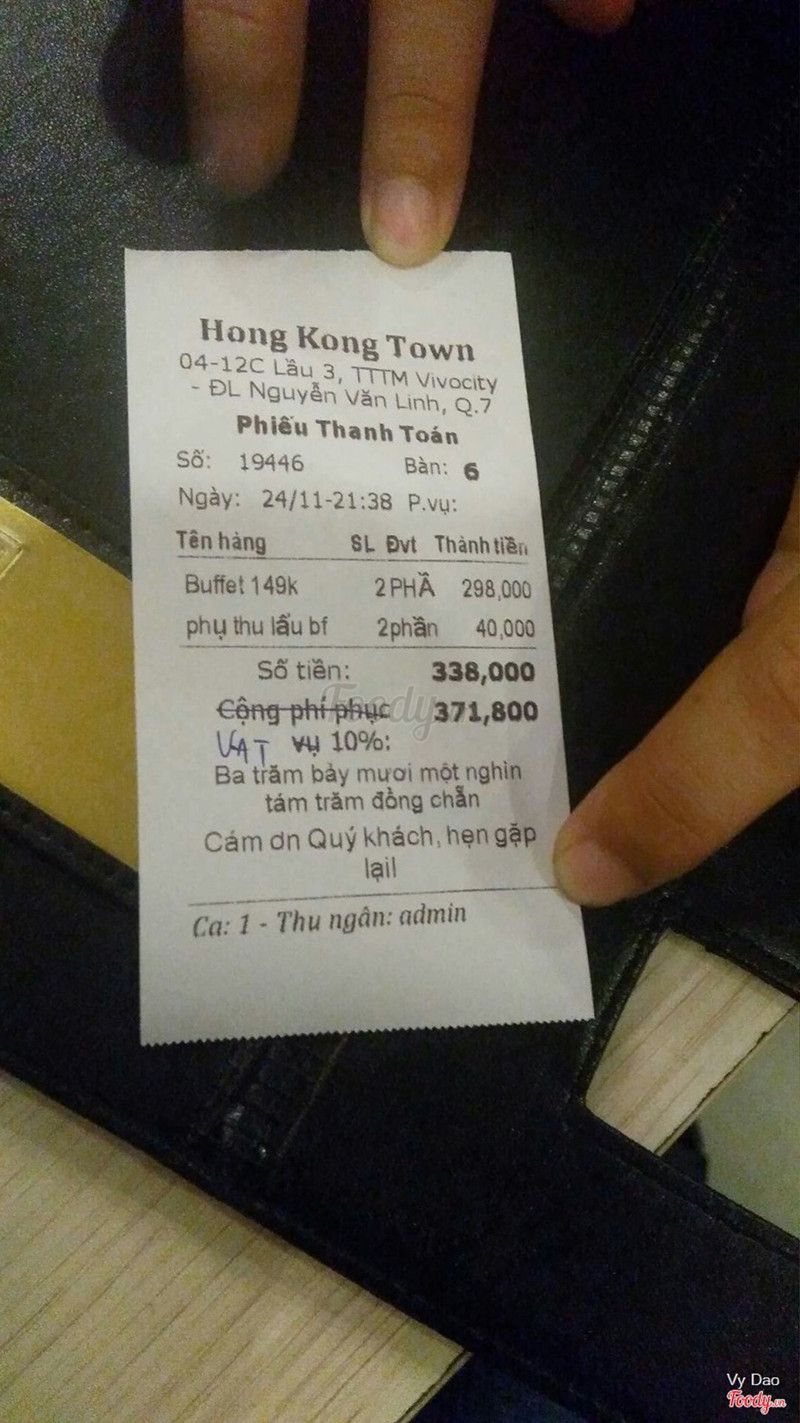 Hong Kong Town
04-12C Lầu 3, TTTM Vivocity
- ĐL Nguyễn Văn Linh, Q.7
Phiếu Thanh Toán
Số: 19446 Bàn: 6
Ngày: 24/11-21:38 P.vụ:
Tên hàng SL Đvt Thành tiền
Buffet 149k 2 PHẦ 298,000
phụ thu lẩu bf 2phần 40,000
Số tiền: 338,000
Cộng phí phục 371,800
VAT vụ 10%:
Ba trăm bảy mươi một nghìn
tám trăm đồng chẵn
Cám ơn Quý khách, hẹn gặp
lại!
Ca: 1 - Thu ngân: admin
Foody
Vy Dao
Foody.vn